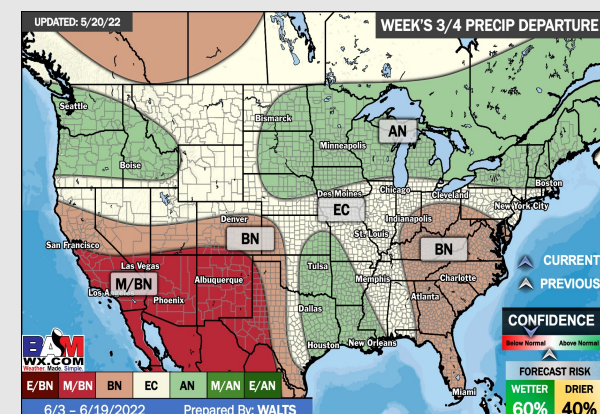 UPDATED: 5/20/22
WEEK'S 3/4 PRECIP DEPARTURE
Seattle
Bismarck
AN
Minneapolis
Boise
Boston
Des Moines
Chicago
Cleveland
New York City
EC
Denver
Indianapolis
San Francisco
BN
St. Louis
BN
CURRENT
Las Vegas
Tulsa
Memphis
Charlotte
Los Angeles
M/BN
Albuquerque
PREVIOUS
Phoenix
Atlanta
Dallas
CONFIDENCE
Houston
New Orleans
Below Normal
Above Normal
BAM
WX.COM
Weather. Made. Simple.
FORECAST RISK
E/BN
M/BN
BN
EC
AN
M/AN
E/AN
Miami
WETTER
DRIER
6/3 – 6/19/2022
Prepared By: WALTS
60%
40%